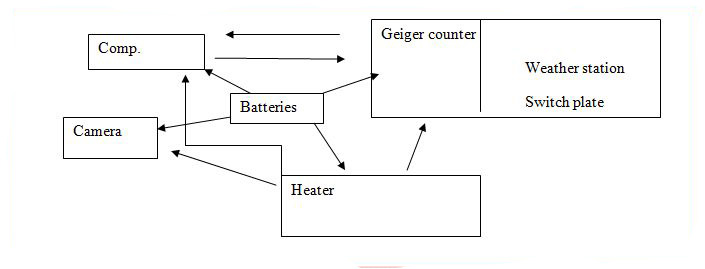 Comp.
Geiger counter
Weather station
Switch plate
Batteries
Camera
Heater